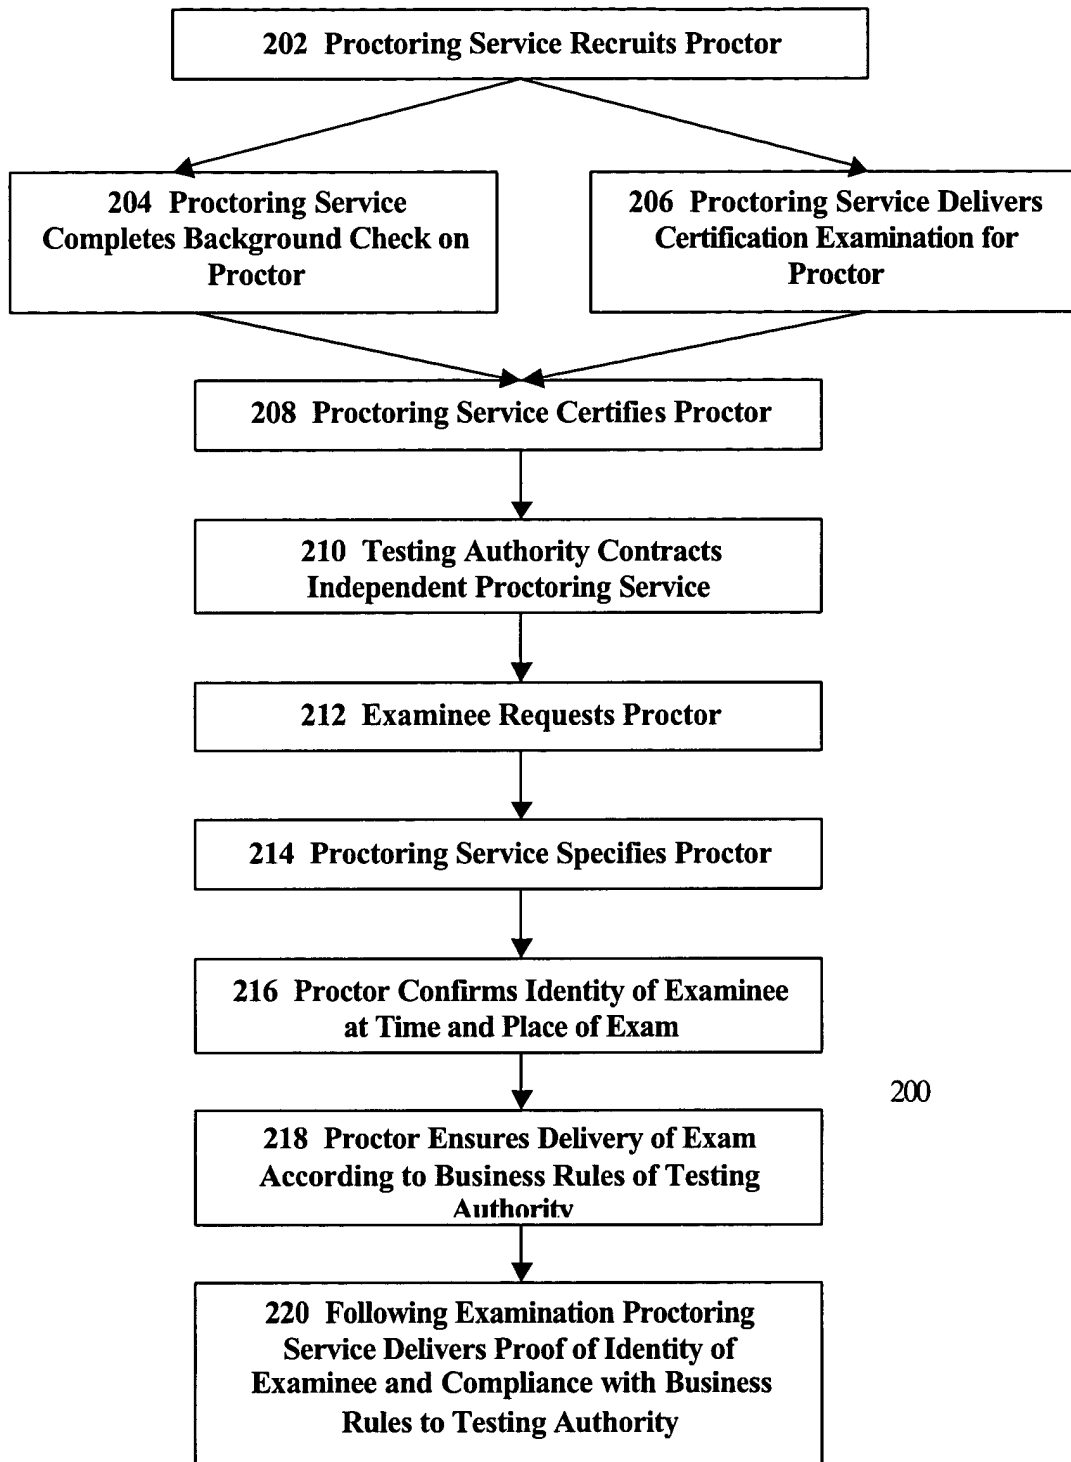 202 Proctoring Service Recruits Proctor
204 Proctoring Service
Completes Background Check on
Proctor
206 Proctoring Service Delivers
Certification Examination for
Proctor
208 Proctoring Service Certifies Proctor
210 Testing Authority Contracts
Independent Proctoring Service
212 Examinee Requests Proctor
214 Proctoring Service Specifies Proctor
216 Proctor Confirms Identity of Examinee
at Time and Place of Exam
200
218 Proctor Ensures Delivery of Exam
According to Business Rules of Testing
Authority
220 Following Examination Proctoring
Service Delivers Proof of Identity of
Examinee and Compliance with Business
Rules to Testing Authority